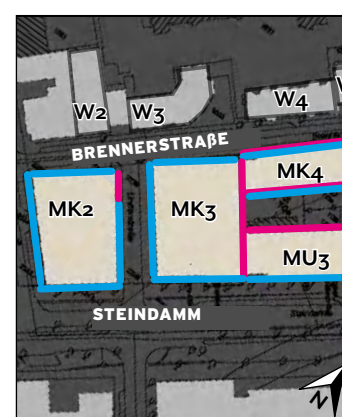 W2
W3
W4
BRENNERSTRAßE
MK2
MK3
MK4
MU3
STEINDAMM
N